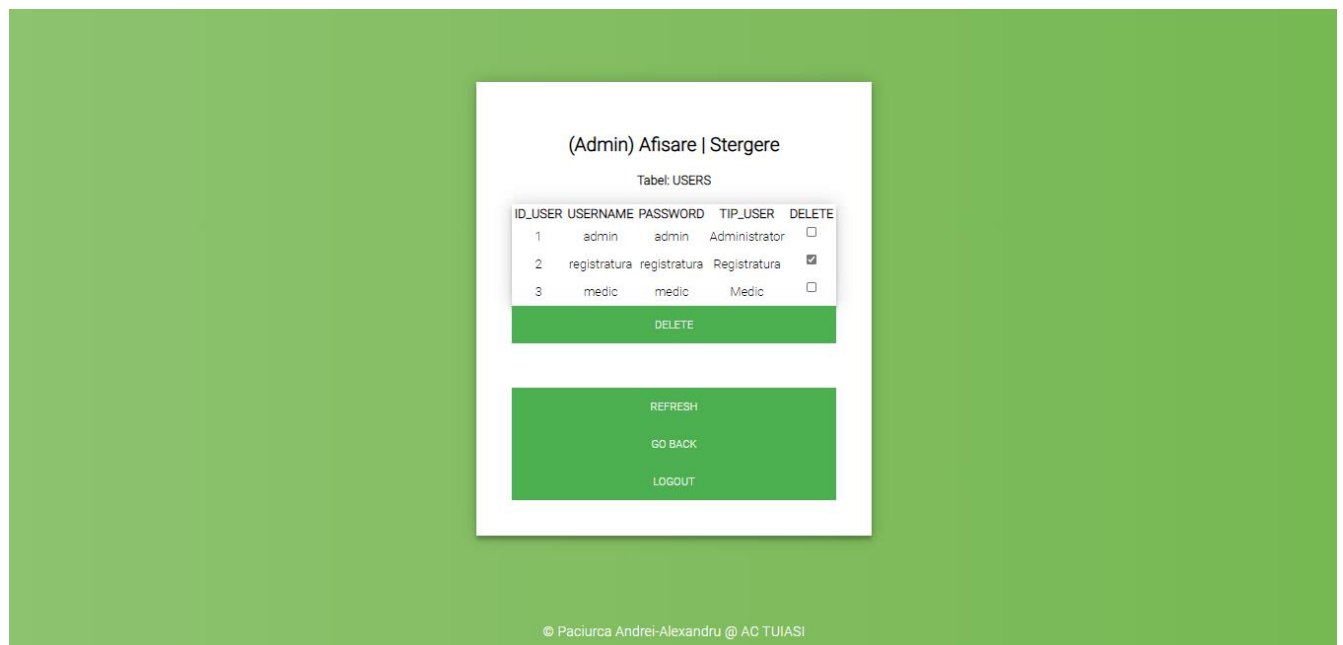 (Admin) Afisare | Stergere
Tabel: USERS
ID_USER USERNAME PASSWORD TIP_USER DELETE
1 admin admin Administrator
2 registratura registratura Registratura
3 medic medic Medic
DELETE
REFRESH
GO BACK
LOGOUT
© Paciurca Andrei-Alexandru @ AC TUIASI